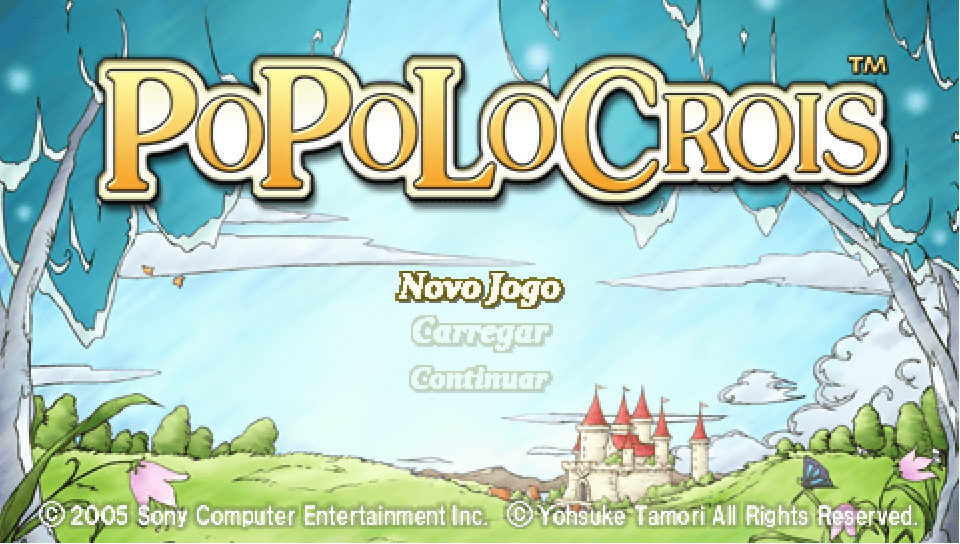 POPOLOCROIS™
Novo Jogo
Carregar
Continuar
© 2005 Sony Computer Entertainment Inc. © Yohsuke Tamori All Rights Reserved.